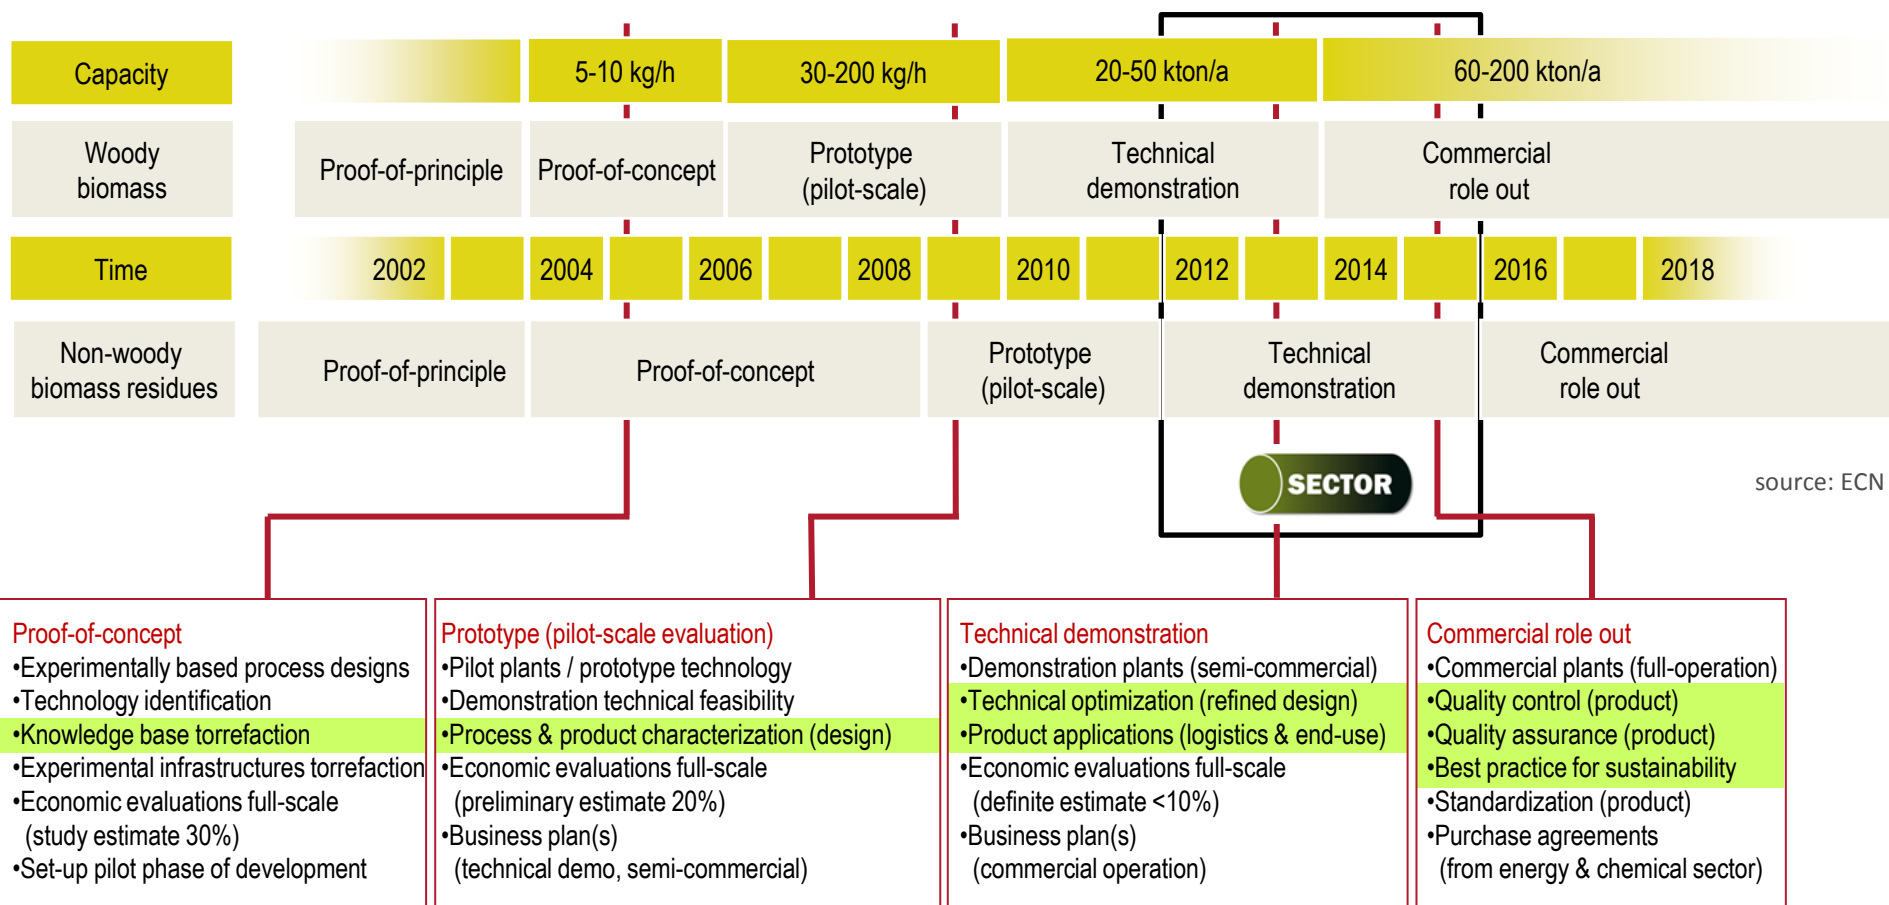 Capacity
5-10 kg/h
30-200 kg/h
20-50 kton/a
60-200 kton/a
Woody
biomass
Proof-of-principle
Proof-of-concept
Prototype
(pilot-scale)
Technical
demonstration
Commercial
role out
Time
2002
2004
2006
2008
2010
2012
2014
2016
2018
Non-woody
biomass residues
Proof-of-principle
Proof-of-concept
Prototype
(pilot-scale)
Technical
demonstration
Commercial
role out
SECTOR
source: ECN
Proof-of-concept
•Experimentally based process designs
•Technology identification
•Knowledge base torrefaction
•Experimental infrastructures torrefaction
•Economic evaluations full-scale
(study estimate 30%)
•Set-up pilot phase of development
Prototype (pilot-scale evaluation)
•Pilot plants / prototype technology
•Demonstration technical feasibility
•Process & product characterization (design)
•Economic evaluations full-scale
(preliminary estimate 20%)
•Business plan(s)
(technical demo, semi-commercial)
Technical demonstration
•Demonstration plants (semi-commercial)
•Technical optimization (refined design)
•Product applications (logistics & end-use)
•Economic evaluations full-scale
(definite estimate <10%)
•Business plan(s)
(commercial operation)
Commercial role out
•Commercial plants (full-operation)
•Quality control (product)
•Quality assurance (product)
•Best practice for sustainability
•Standardization (product)
•Purchase agreements
(from energy & chemical sector)